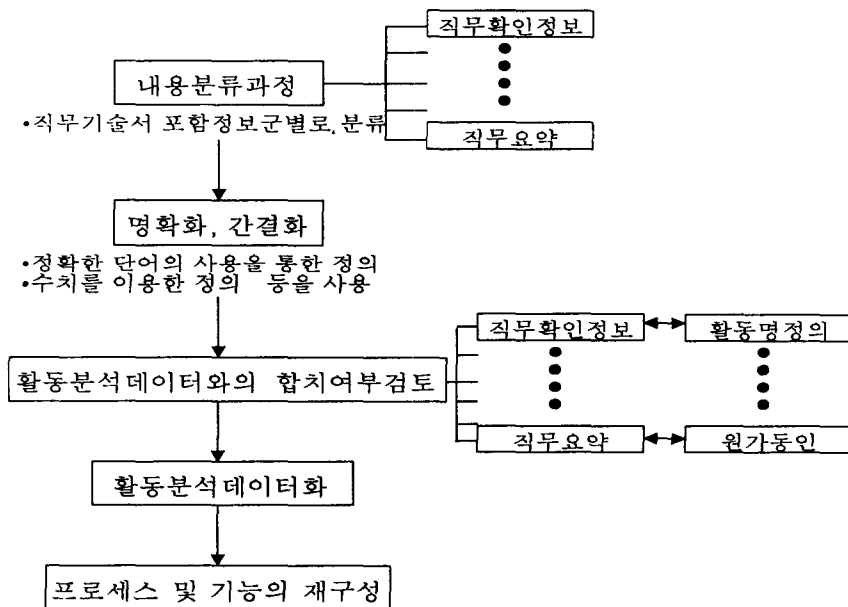 직무확인정보
내용분류과정
•직무기술서 포함정보군별로 분류
직무요약
명확화, 간결화
•정확한 단어의 사용을 통한 정의
•수치를 이용한 정의 등을 사용
직무확인정보
활동명정의
활동분석데이터와의 합치여부검토
직무요약
원가동인
활동분석데이터화
프로세스 및 기능의 재구성